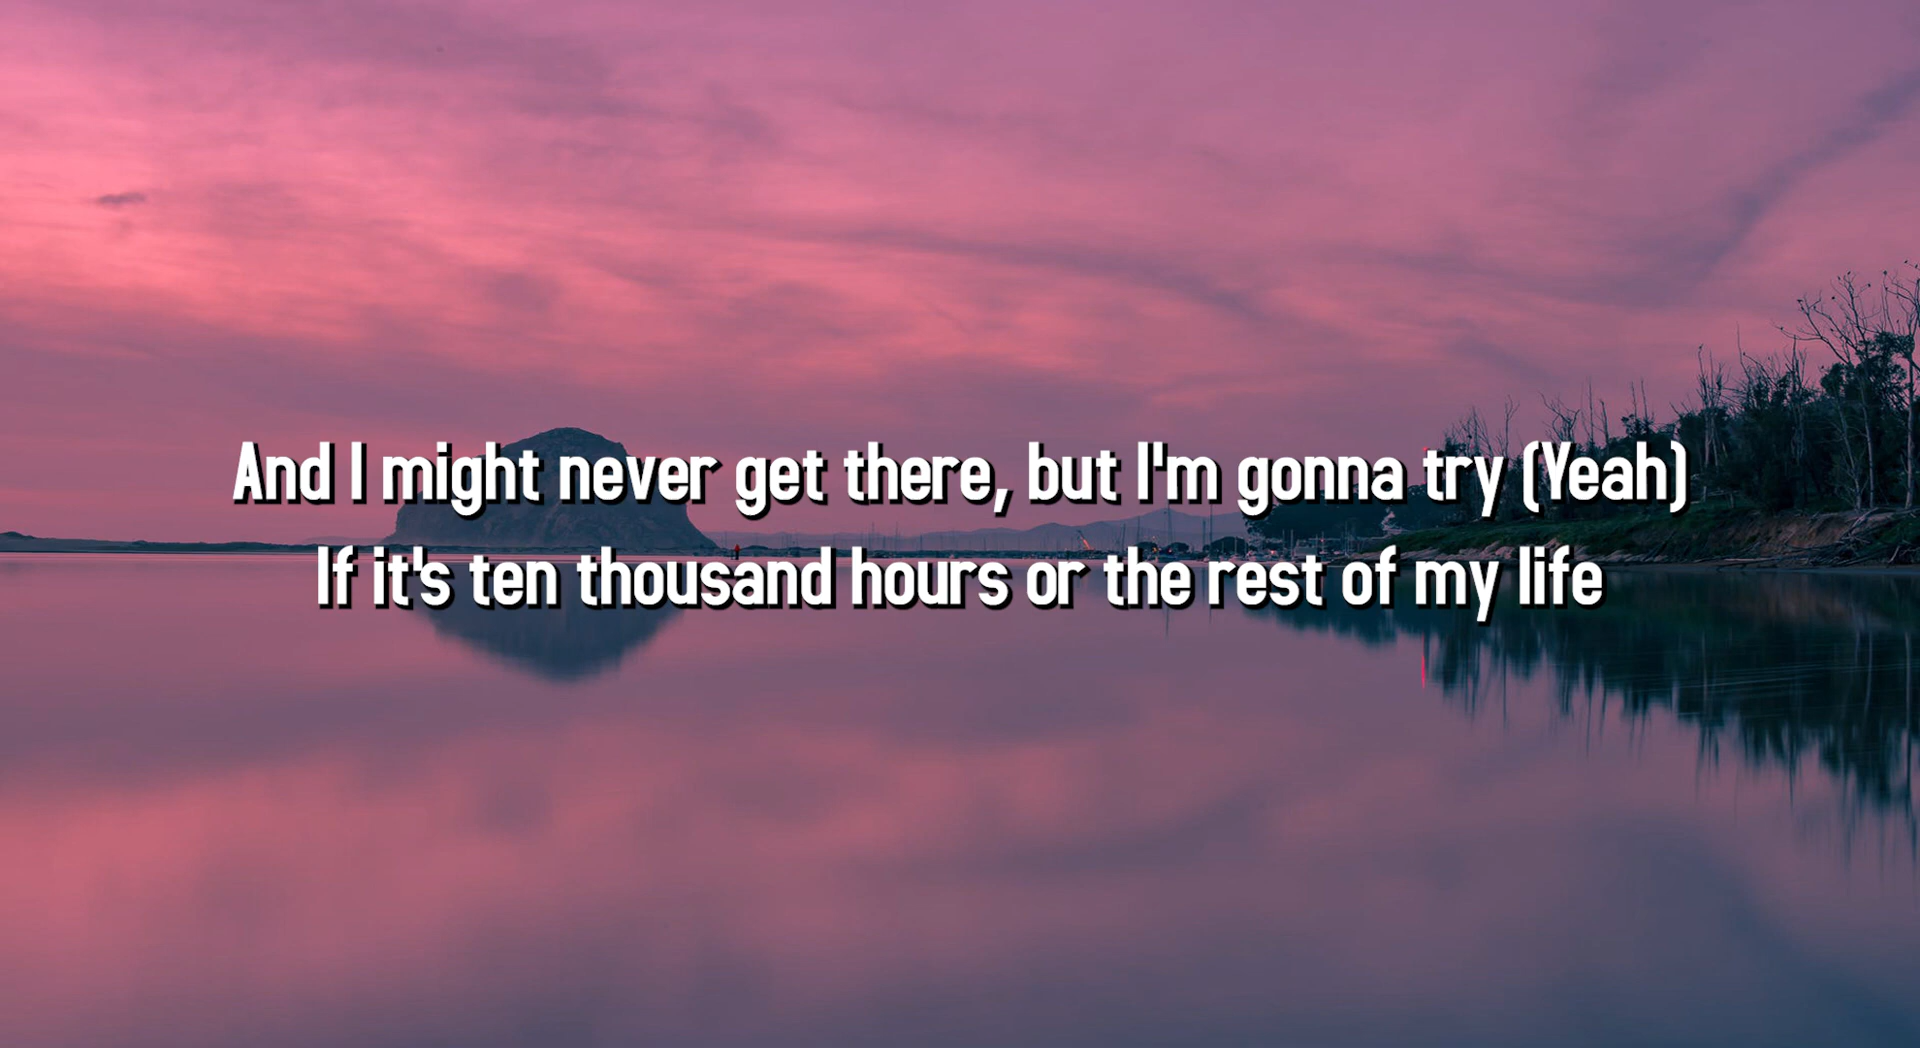 And I might never get there, but I'm gonna try (Yeah)
If it's ten thousand hours or the rest of my life